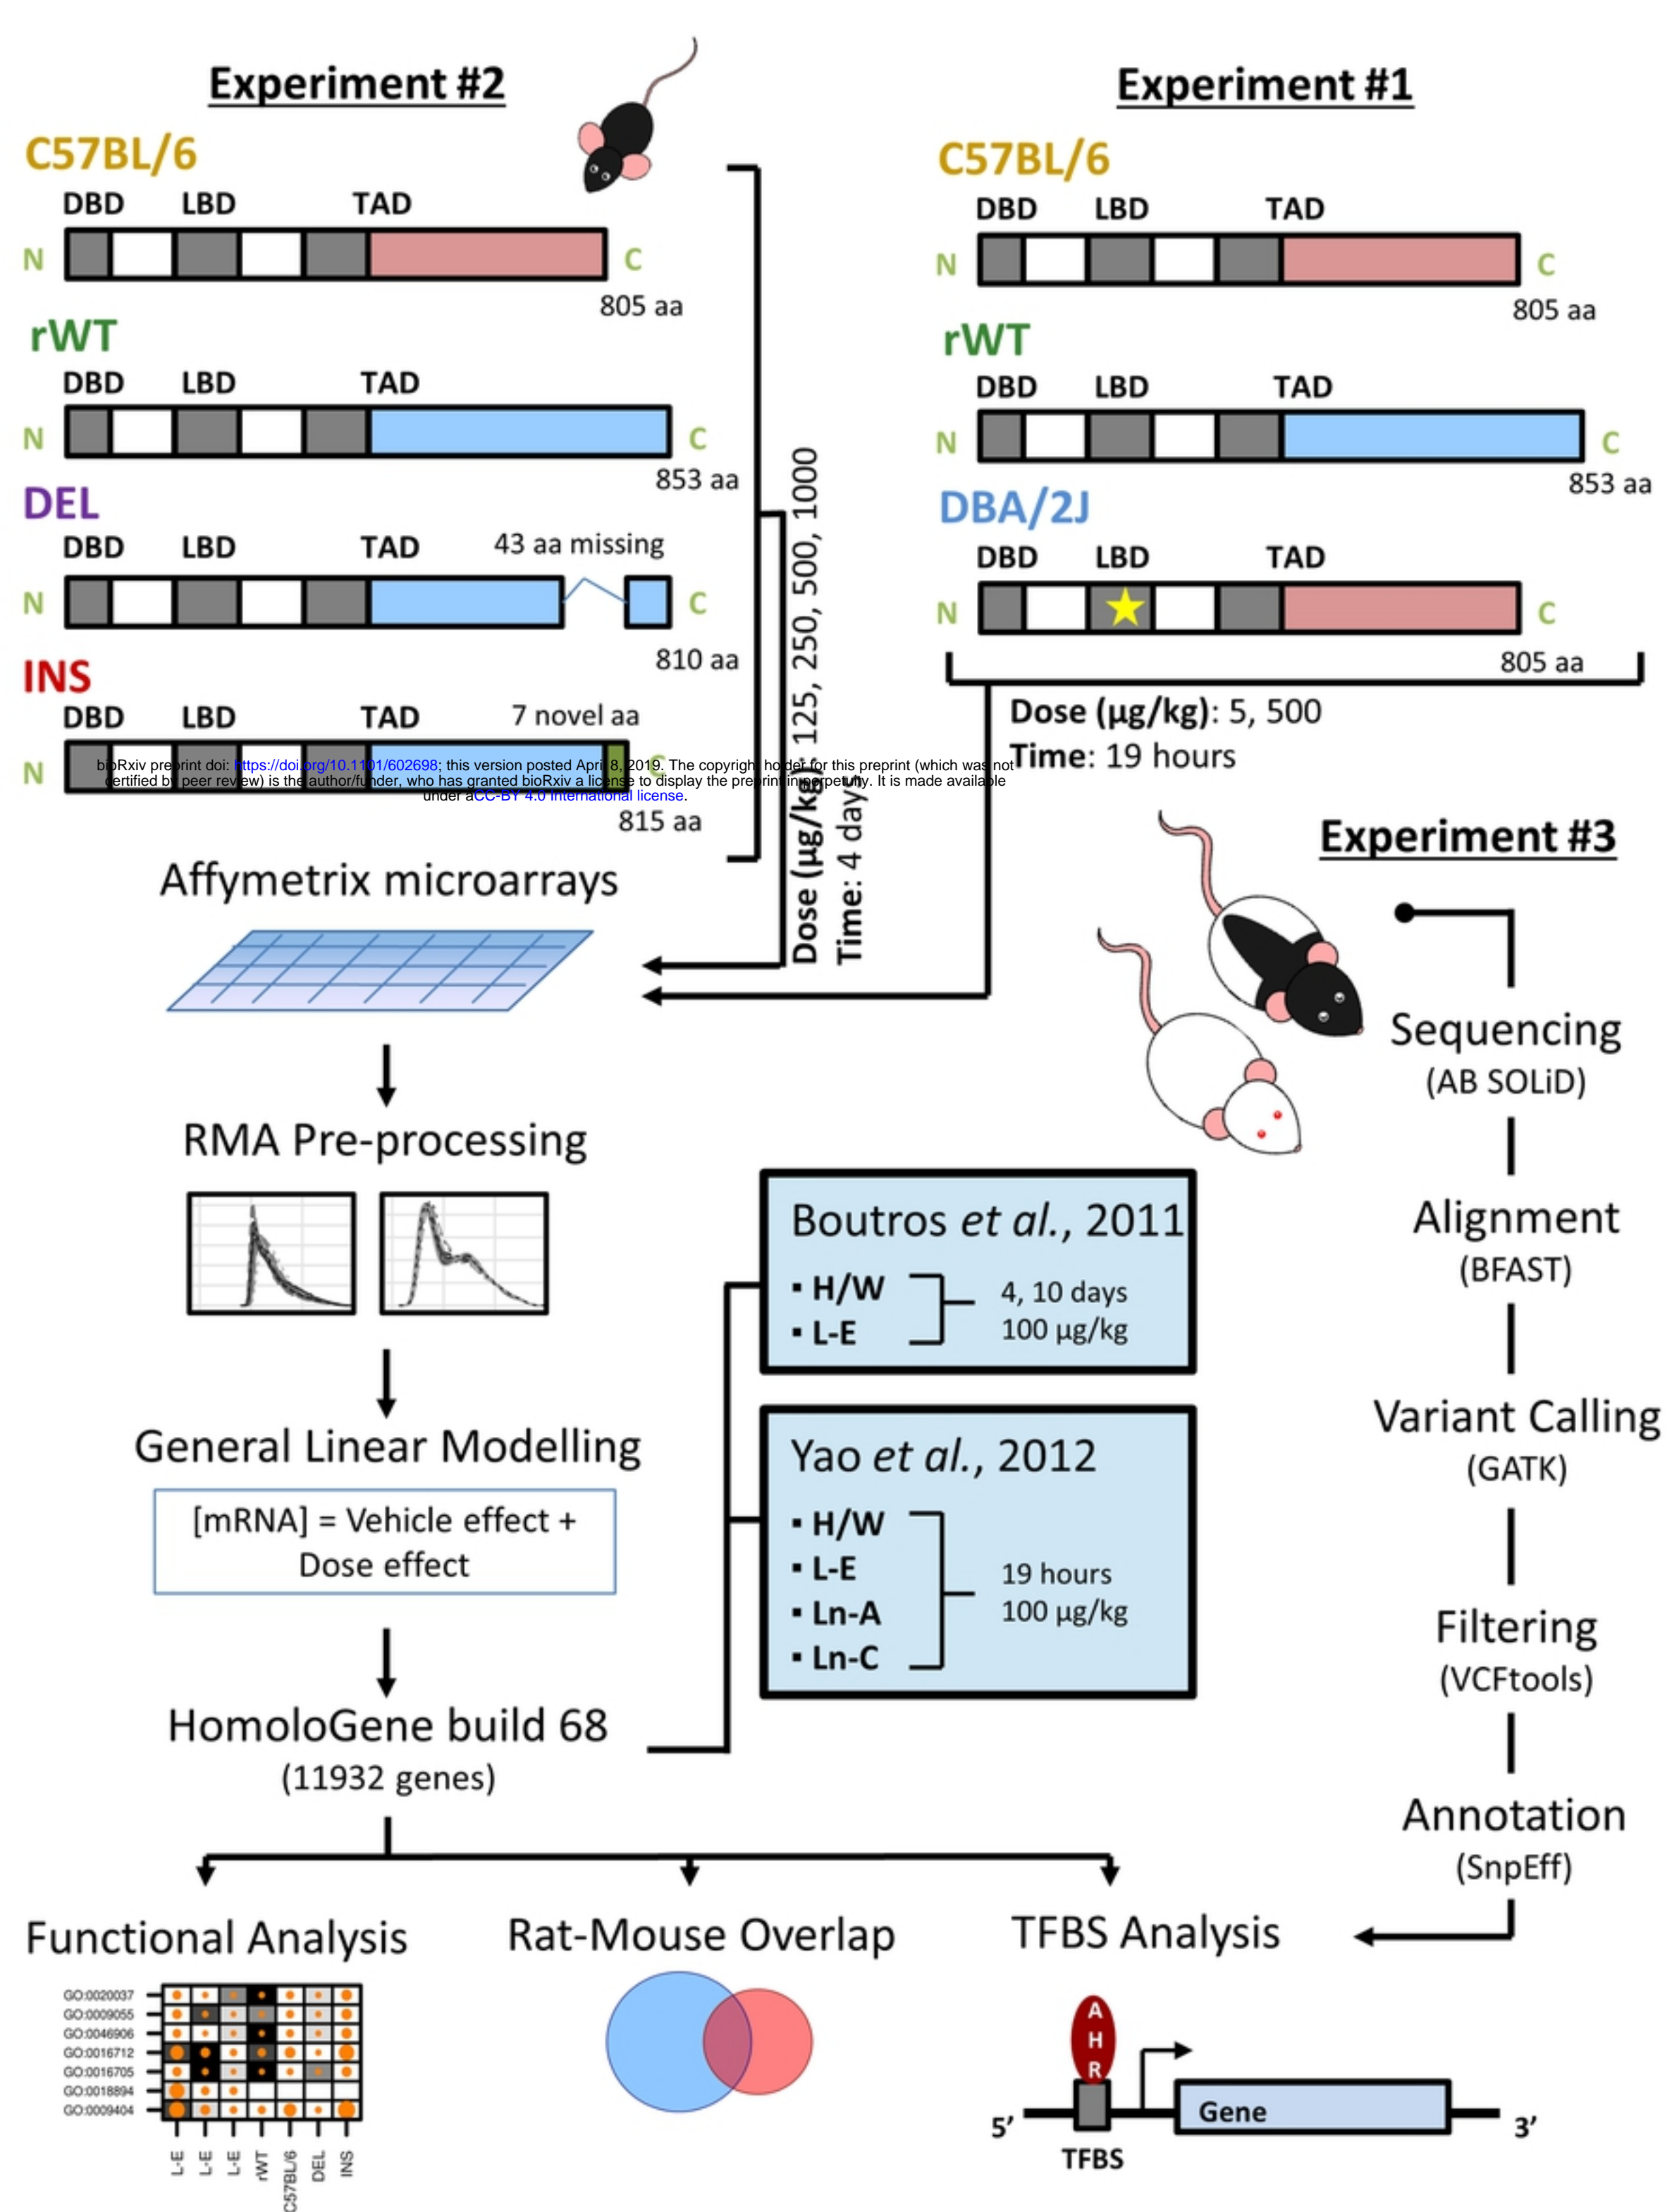 Experiment #2
C57BL/6
DBD LBD TAD
N C
805 aa
rWT
DBD LBD TAD
N C
853 aa
DEL
DBD LBD TAD 43 aa missing
N C
810 aa
INS
DBD LBD TAD 7 novel aa
N C
815 aa
Dose (µg/kg): 125, 250, 500, 1000
Time: 4 days
Experiment #1
C57BL/6
DBD LBD TAD
N C
805 aa
rWT
DBD LBD TAD
N C
853 aa
DBA/2J
DBD LBD TAD
N C
805 aa
Dose (µg/kg): 5, 500
Time: 19 hours
bioRxiv preprint doi: https://doi.org/10.1101/602698; this version posted April 8, 2019. The copyright holder for this preprint (which was not
certified by peer review) is the author/funder, who has granted bioRxiv a license to display the preprint in perpetuity. It is made available
under aCC-BY 4.0 International license.
Affymetrix microarrays
RMA Pre-processing
General Linear Modelling
[mRNA] = Vehicle effect +
Dose effect
HomoloGene build 68
(11932 genes)
Boutros et al., 2011
▪ H/W
▪ L-E
4, 10 days
100 µg/kg
Yao et al., 2012
▪ H/W
▪ L-E
▪ Ln-A
▪ Ln-C
19 hours
100 µg/kg
Experiment #3
Sequencing
(AB SOLiD)
Alignment
(BFAST)
Variant Calling
(GATK)
Filtering
(VCFtools)
Annotation
(SnpEff)
Functional Analysis
GO:0020037
GO:0009055
GO:0046906
GO:0016712
GO:0016705
GO:0018894
GO:0009404
L-E
L-E
L-E
rWT
C57BL/6
DEL
INS
Rat-Mouse Overlap
TFBS Analysis
A
H
R
5’ Gene 3’
TFBS